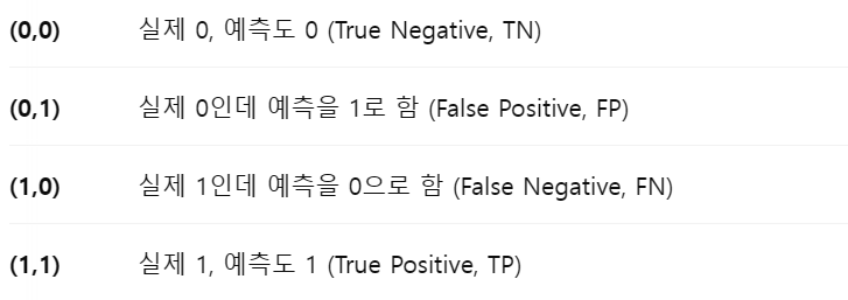 (0,0) 실제 0, 예측도 0 (True Negative, TN)
(0,1) 실제 0인데 예측을 1로 함 (False Positive, FP)
(1,0) 실제 1인데 예측을 0으로 함 (False Negative, FN)
(1,1) 실제 1, 예측도 1 (True Positive, TP)